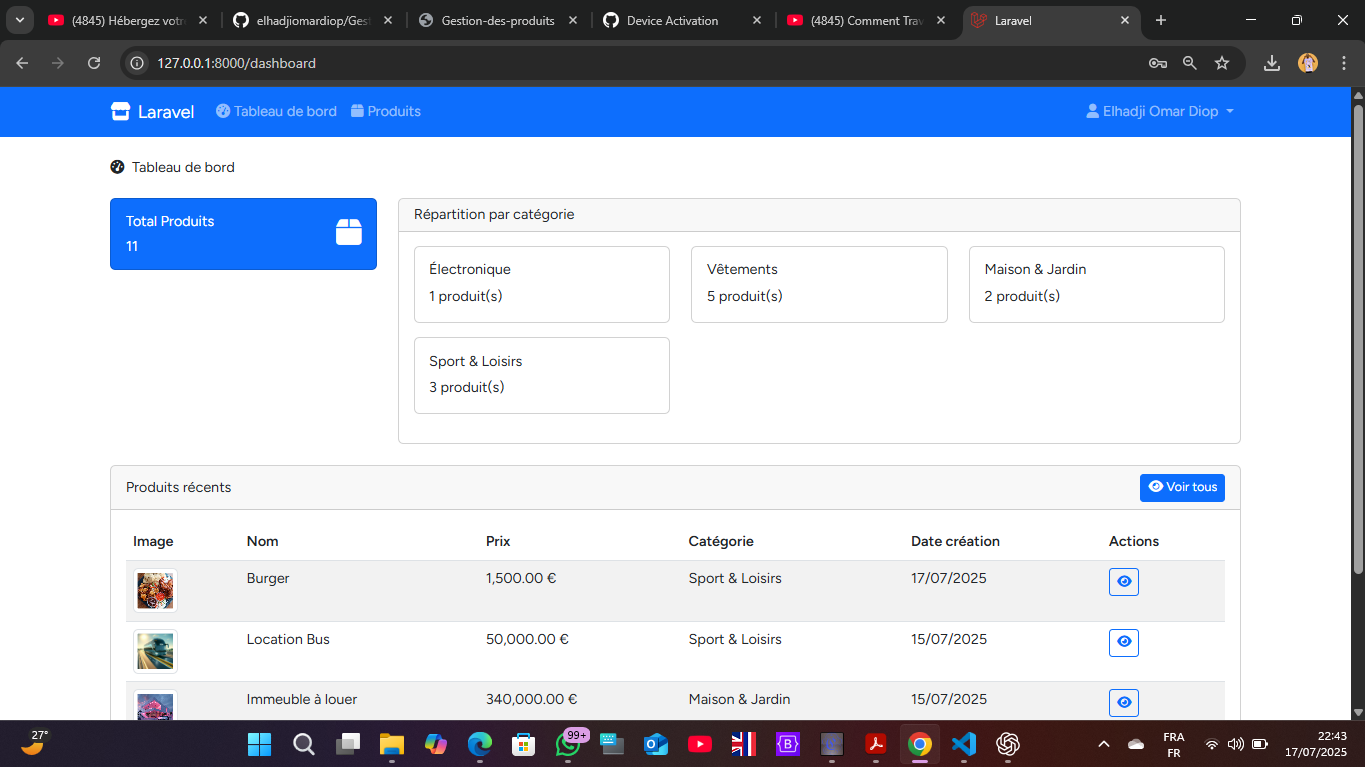 (4845) Hébergez votr
elhadjiomardiop/Gest
Gestion-des-produits
Device Activation
(4845) Comment Trav
Laravel
127.0.0.1:8000/dashboard
Laravel
Tableau de bord
Produits
Elhadji Omar Diop
Tableau de bord
Total Produits
11
Répartition par catégorie
Électronique
1 produit(s)
Vêtements
5 produit(s)
Maison & Jardin
2 produit(s)
Sport & Loisirs
3 produit(s)
Produits récents
Voir tous
Image Nom Prix Catégorie Date création Actions
Burger 1,500.00 € Sport & Loisirs 17/07/2025
Location Bus 50,000.00 € Sport & Loisirs 15/07/2025
Immeuble à louer 340,000.00 € Maison & Jardin 15/07/2025
27°
99+
FRA
FR
22:43
17/07/2025